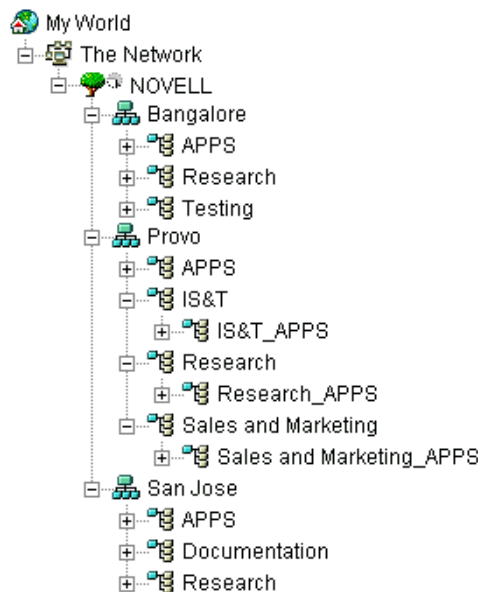 My World
The Network
NOVELL
Bangalore
APPS
Research
Testing
Provo
APPS
IS&T
IS&T_APPS
Research
Research_APPS
Sales and Marketing
Sales and Marketing_APPS
San Jose
APPS
Documentation
Research